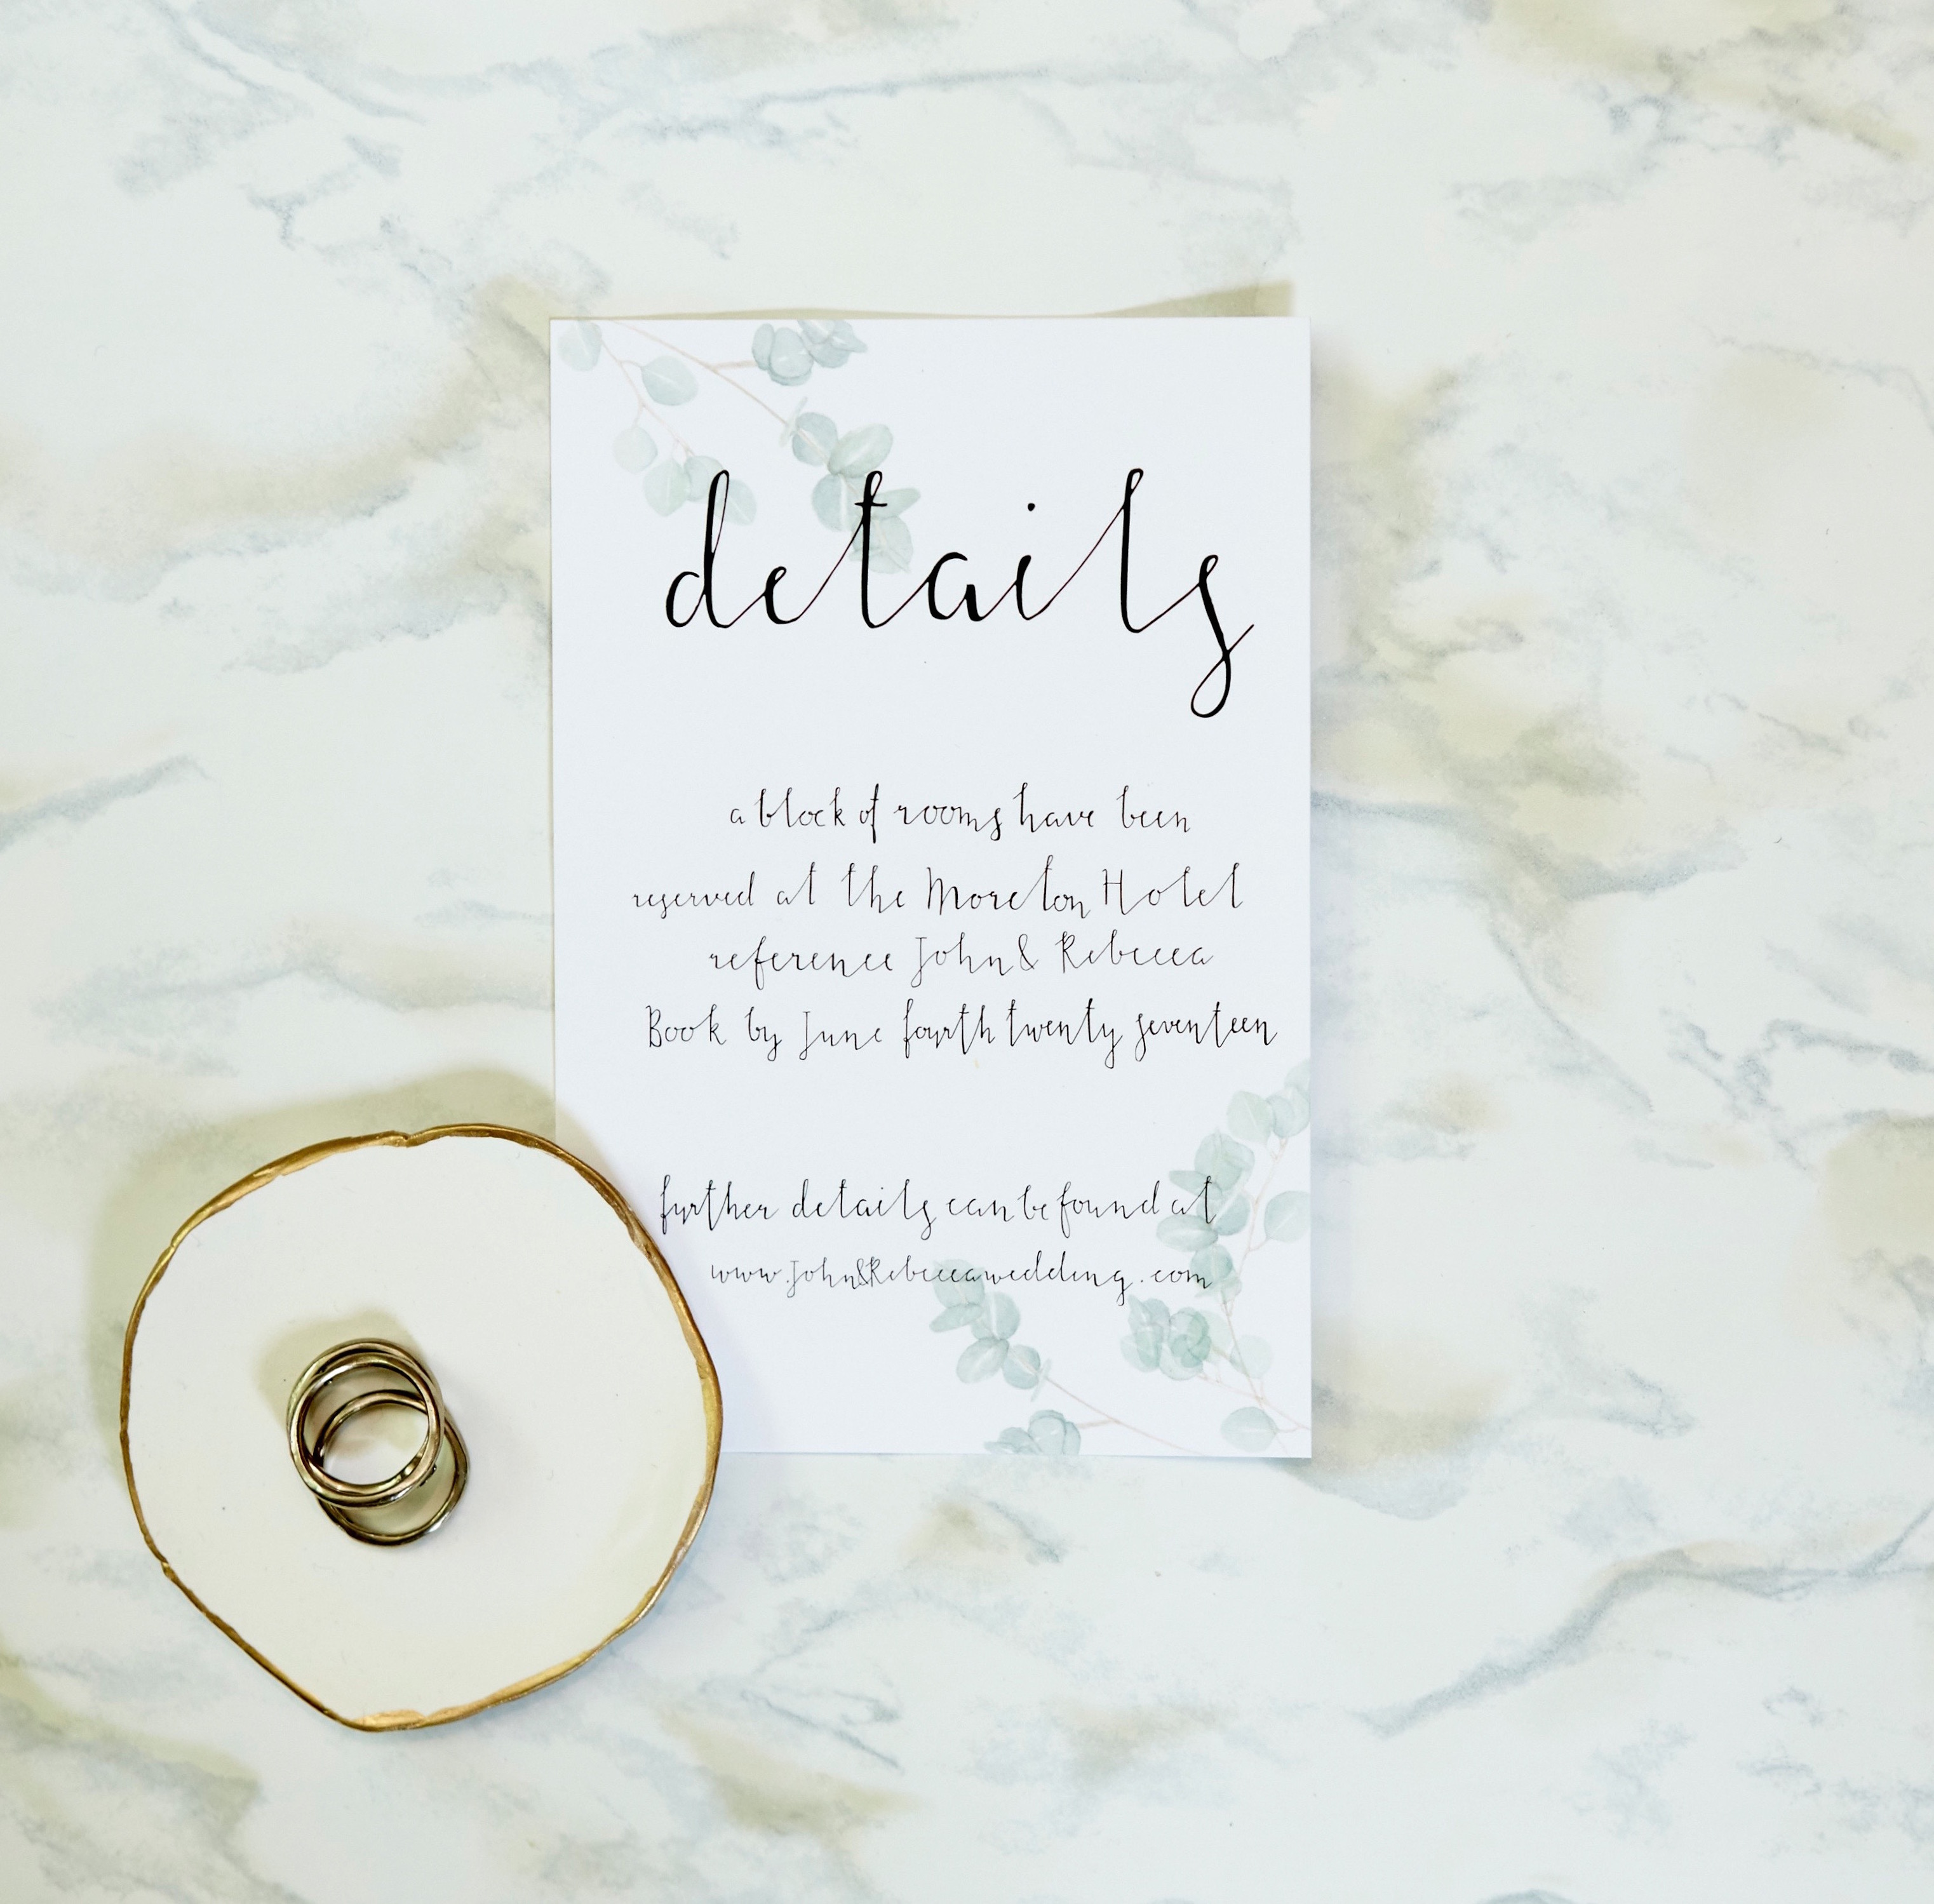 details
a block of rooms have been
reserved at the Moreton Hotel
reference John & Rebecca
Book by June fourth twenty seventeen
further details can be found at
www.John&Rebeccawedding.com